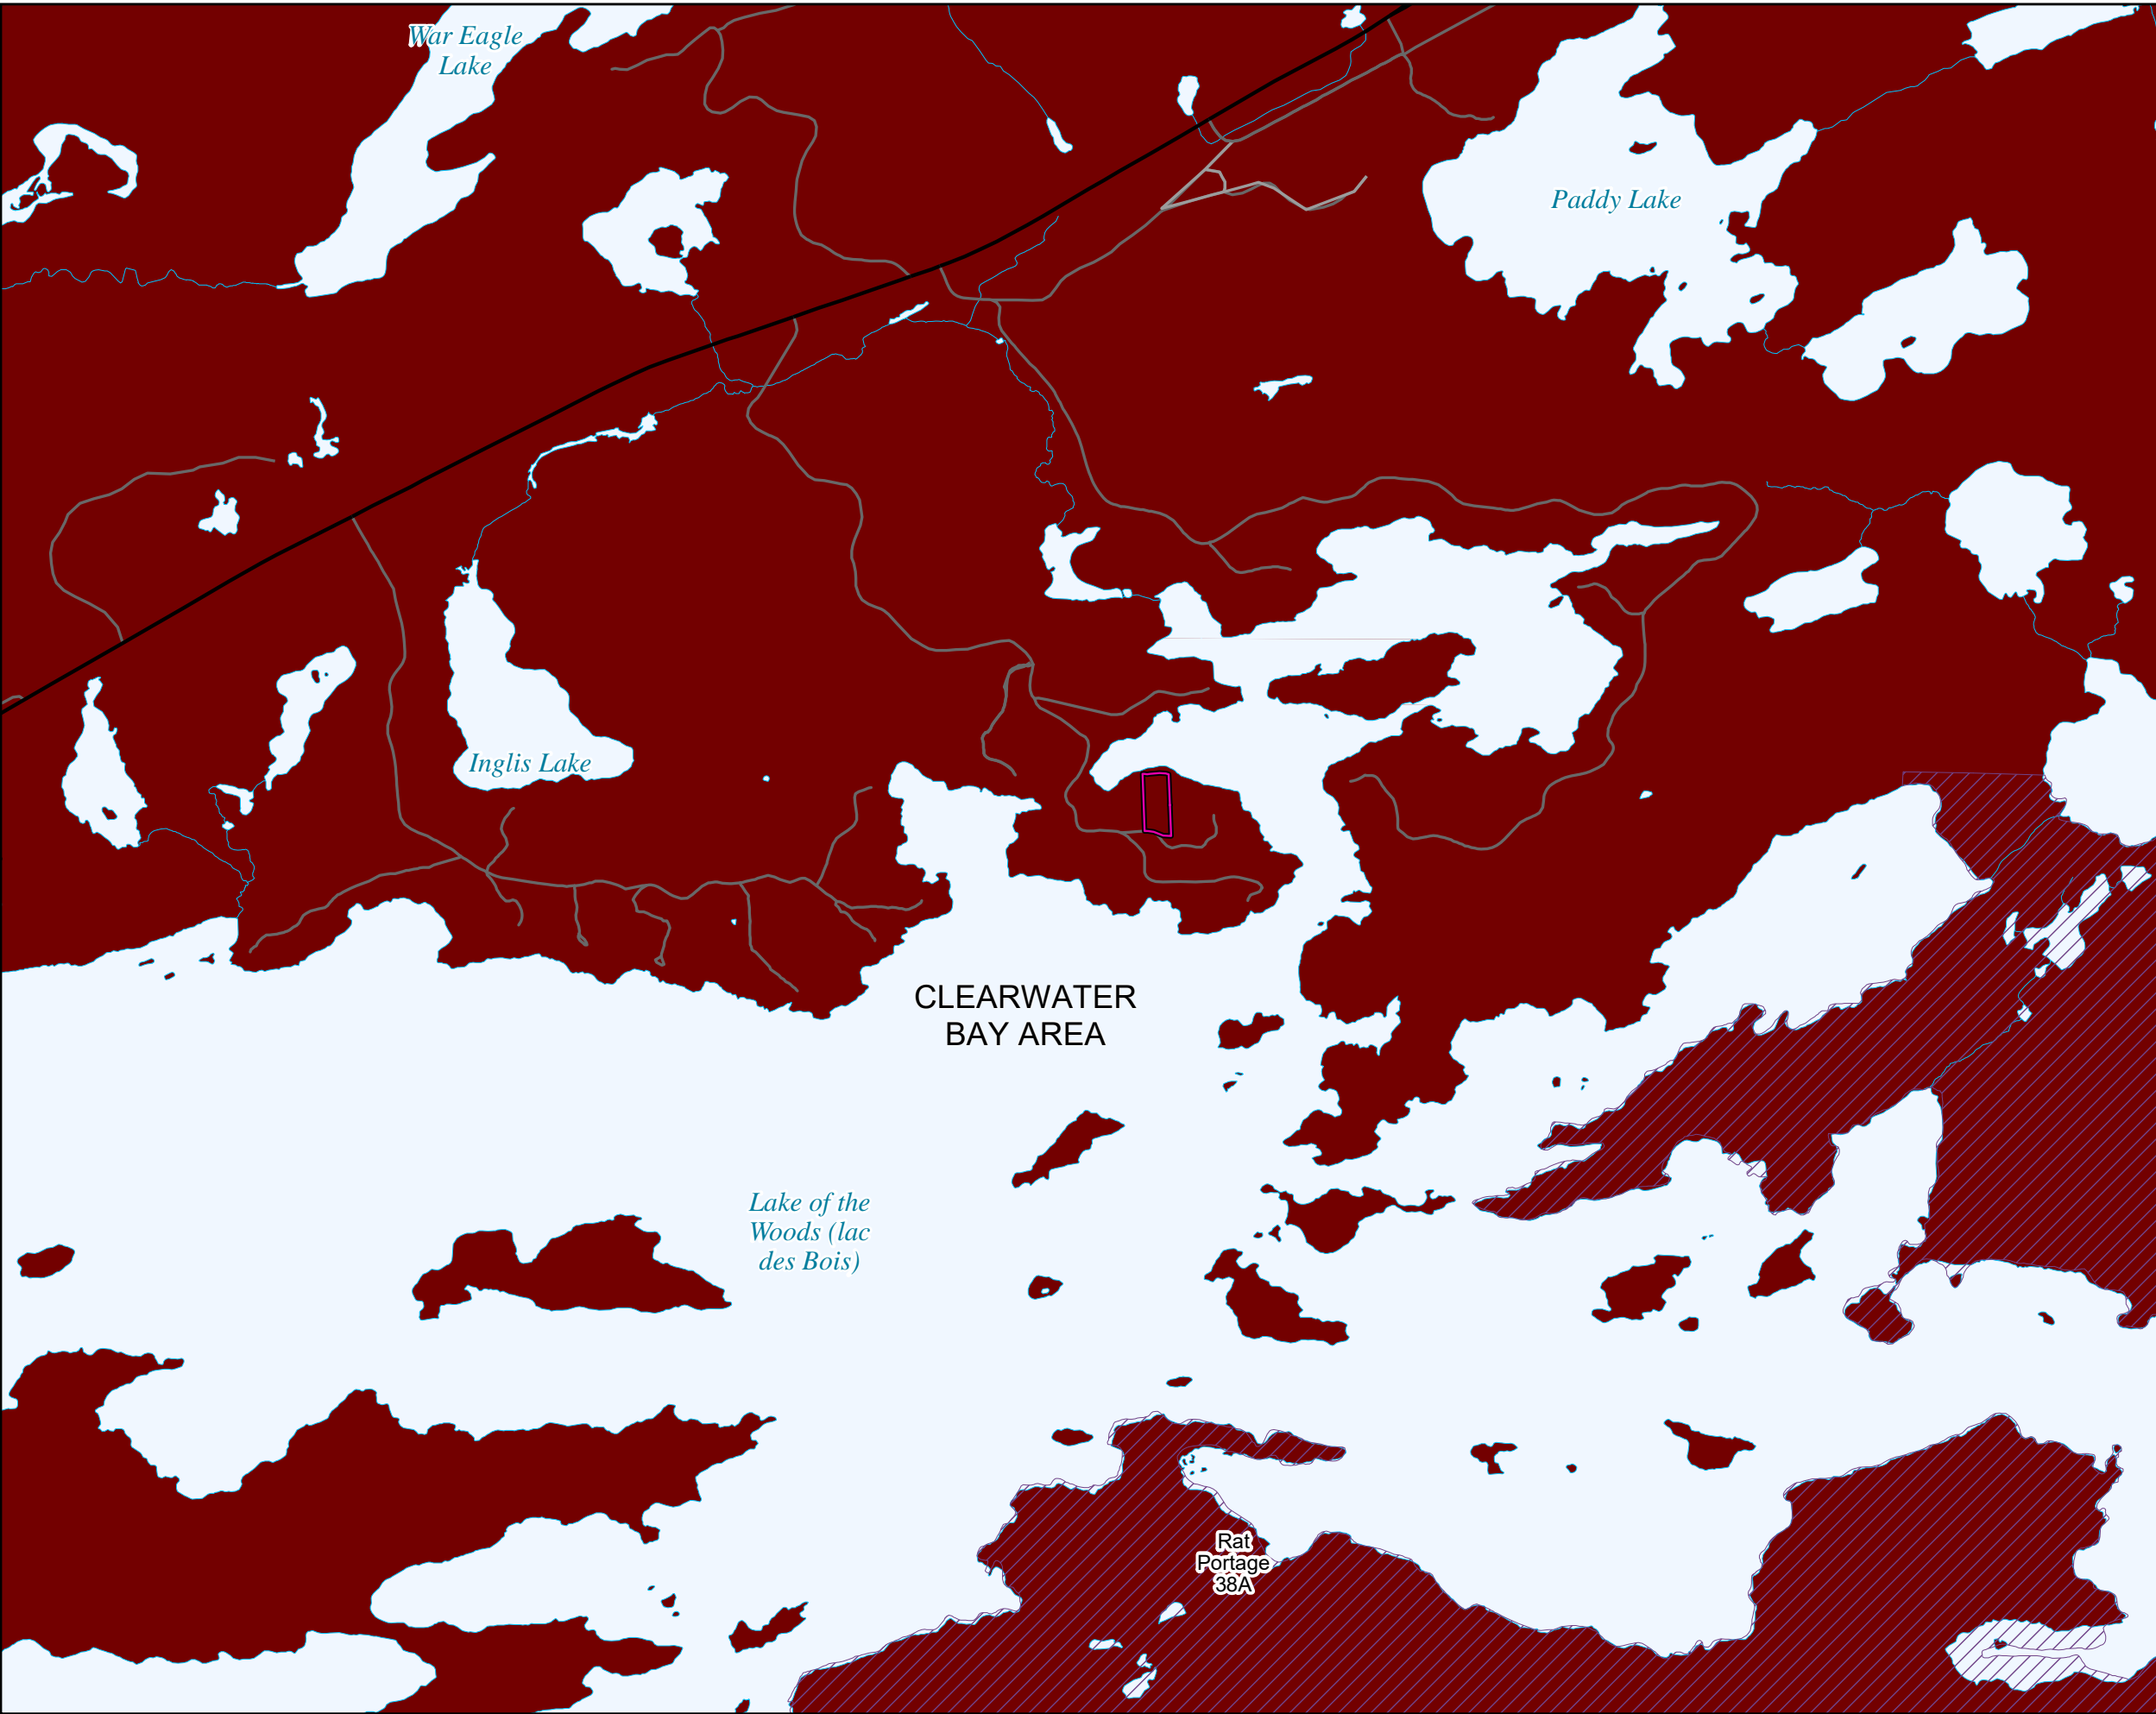 War Eagle
Lake
Paddy Lake
Inglis Lake
CLEARWATER
BAY AREA
Lake of the
Woods (lac
des Bois)
Rat
Portage
38A